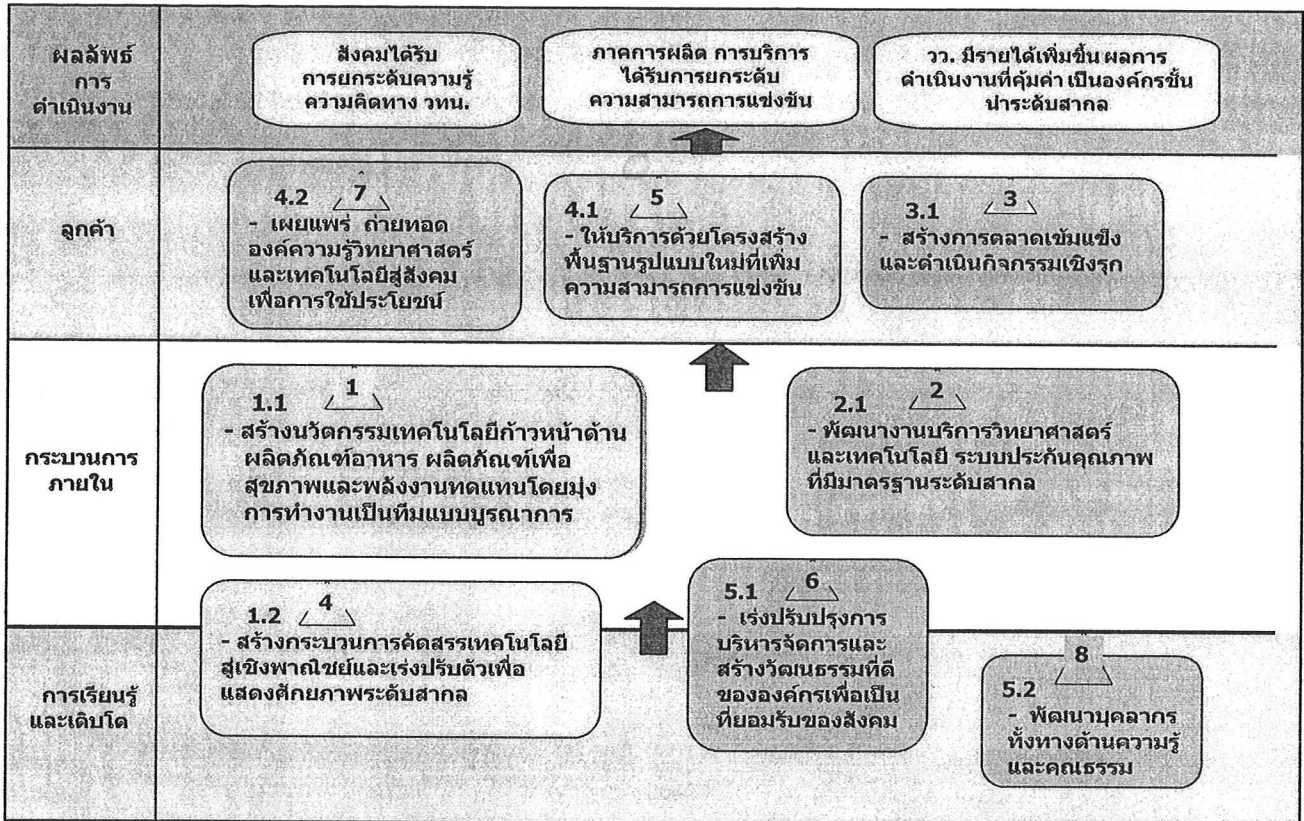 ผลลัพธ์
การ
ดำเนินงาน
สังคมได้รับ
การยกระดับความรู้
ความคิดทาง วทน.
ภาคการผลิต การบริการ
ได้รับการยกระดับ
ความสามารถการแข่งขัน
วว. มีรายได้เพิ่มขึ้น ผลการ
ดำเนินงานที่คุ้มค่า เป็นองค์กรชั้น
นำระดับสากล
ลูกค้า
4.2 7
- เผยแพร่ ถ่ายทอด
องค์ความรู้วิทยาศาสตร์
และเทคโนโลยีสู่สังคม
เพื่อการใช้ประโยชน์
4.1 5
- ให้บริการด้วยโครงสร้าง
พื้นฐานรูปแบบใหม่ที่เพิ่ม
ความสามารถการแข่งขัน
3.1 3
- สร้างการตลาดเข้มแข็ง
และดำเนินกิจกรรมเชิงรุก
กระบวนการ
ภายใน
1.1 1
- สร้างนวัตกรรมเทคโนโลยีก้าวหน้าด้าน
ผลิตภัณฑ์อาหาร ผลิตภัณฑ์เพื่อ
สุขภาพและพลังงานทดแทนโดยมุ่ง
การทำงานเป็นทีมแบบบูรณาการ
2.1 2
- พัฒนางานบริการวิทยาศาสตร์
และเทคโนโลยี ระบบประกันคุณภาพ
ที่มีมาตรฐานระดับสากล
1.2 4
- สร้างกระบวนการคัดสรรเทคโนโลยี
สู่เชิงพาณิชย์และเร่งปรับตัวเพื่อ
แสดงศักยภาพระดับสากล
5.1 6
- เร่งปรับปรุงการ
บริหารจัดการและ
สร้างวัฒนธรรมที่ดี
ขององค์กรเพื่อเป็น
ที่ยอมรับของสังคม
การเรียนรู้
และเติบโต
5.2 8
- พัฒนาบุคลากร
ทั้งทางด้านความรู้
และคุณธรรม